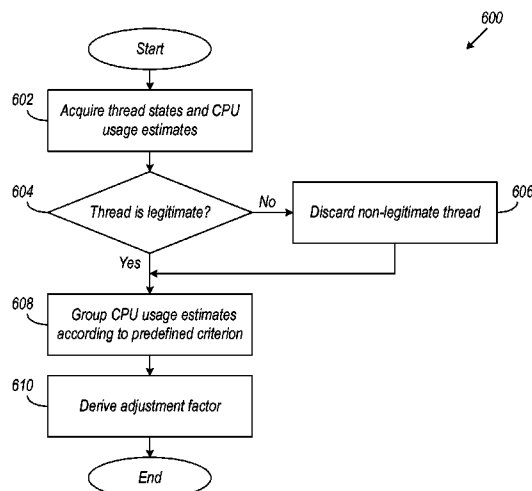 600
Start
602
Acquire thread states and CPU
usage estimates
604
Thread is legitimate?
No
606
Discard non-legitimate thread
Yes
608
Group CPU usage estimates
according to predefined criterion
610
Derive adjustment factor
End